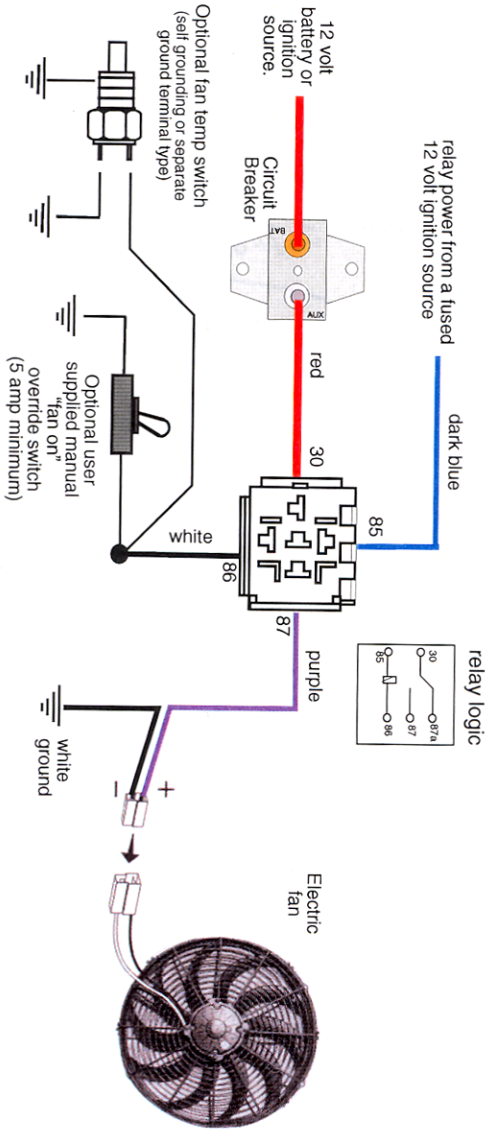 relay power from a fused
12 volt ignition source
dark blue
85
12 volt
battery or
ignition
source.
Circuit
Breaker
BAT
AUX
red
30
86
87
white
purple
Optional fan temp switch
(self grounding or separate
ground terminal type)
Optional user
supplied manual
"fan on"
override switch
(5 amp minimum)
relay logic
30
87a
87
85
86
white
ground
+
−
Electric
fan